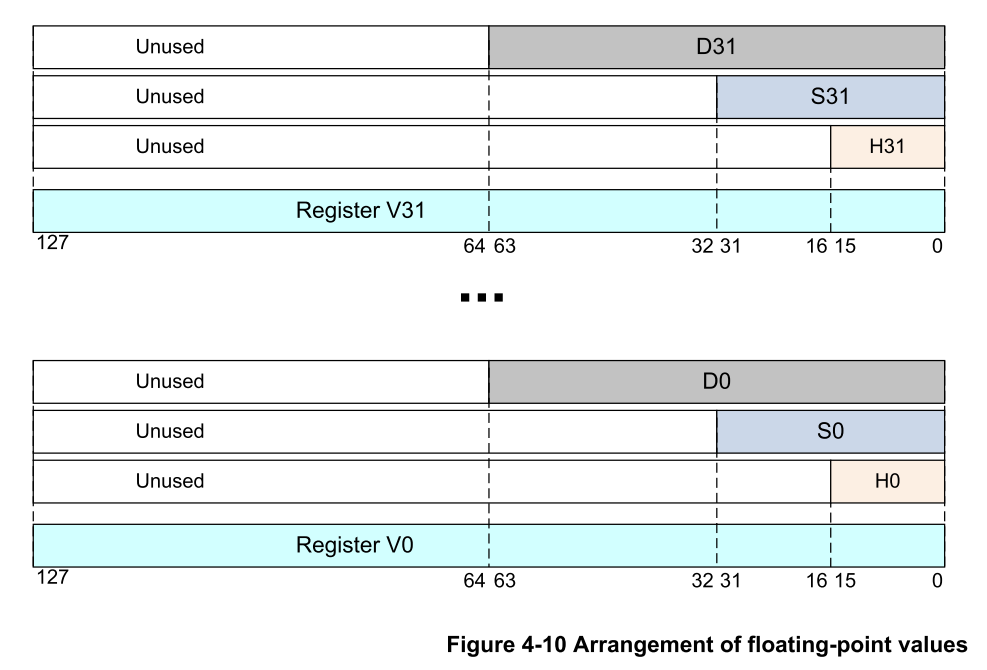 Unused D31
Unused S31
Unused H31
Register V31
127 64 63 32 31 16 15 0
...
Unused D0
Unused S0
Unused H0
Register V0
127 64 63 32 31 16 15 0
Figure 4-10 Arrangement of floating-point values